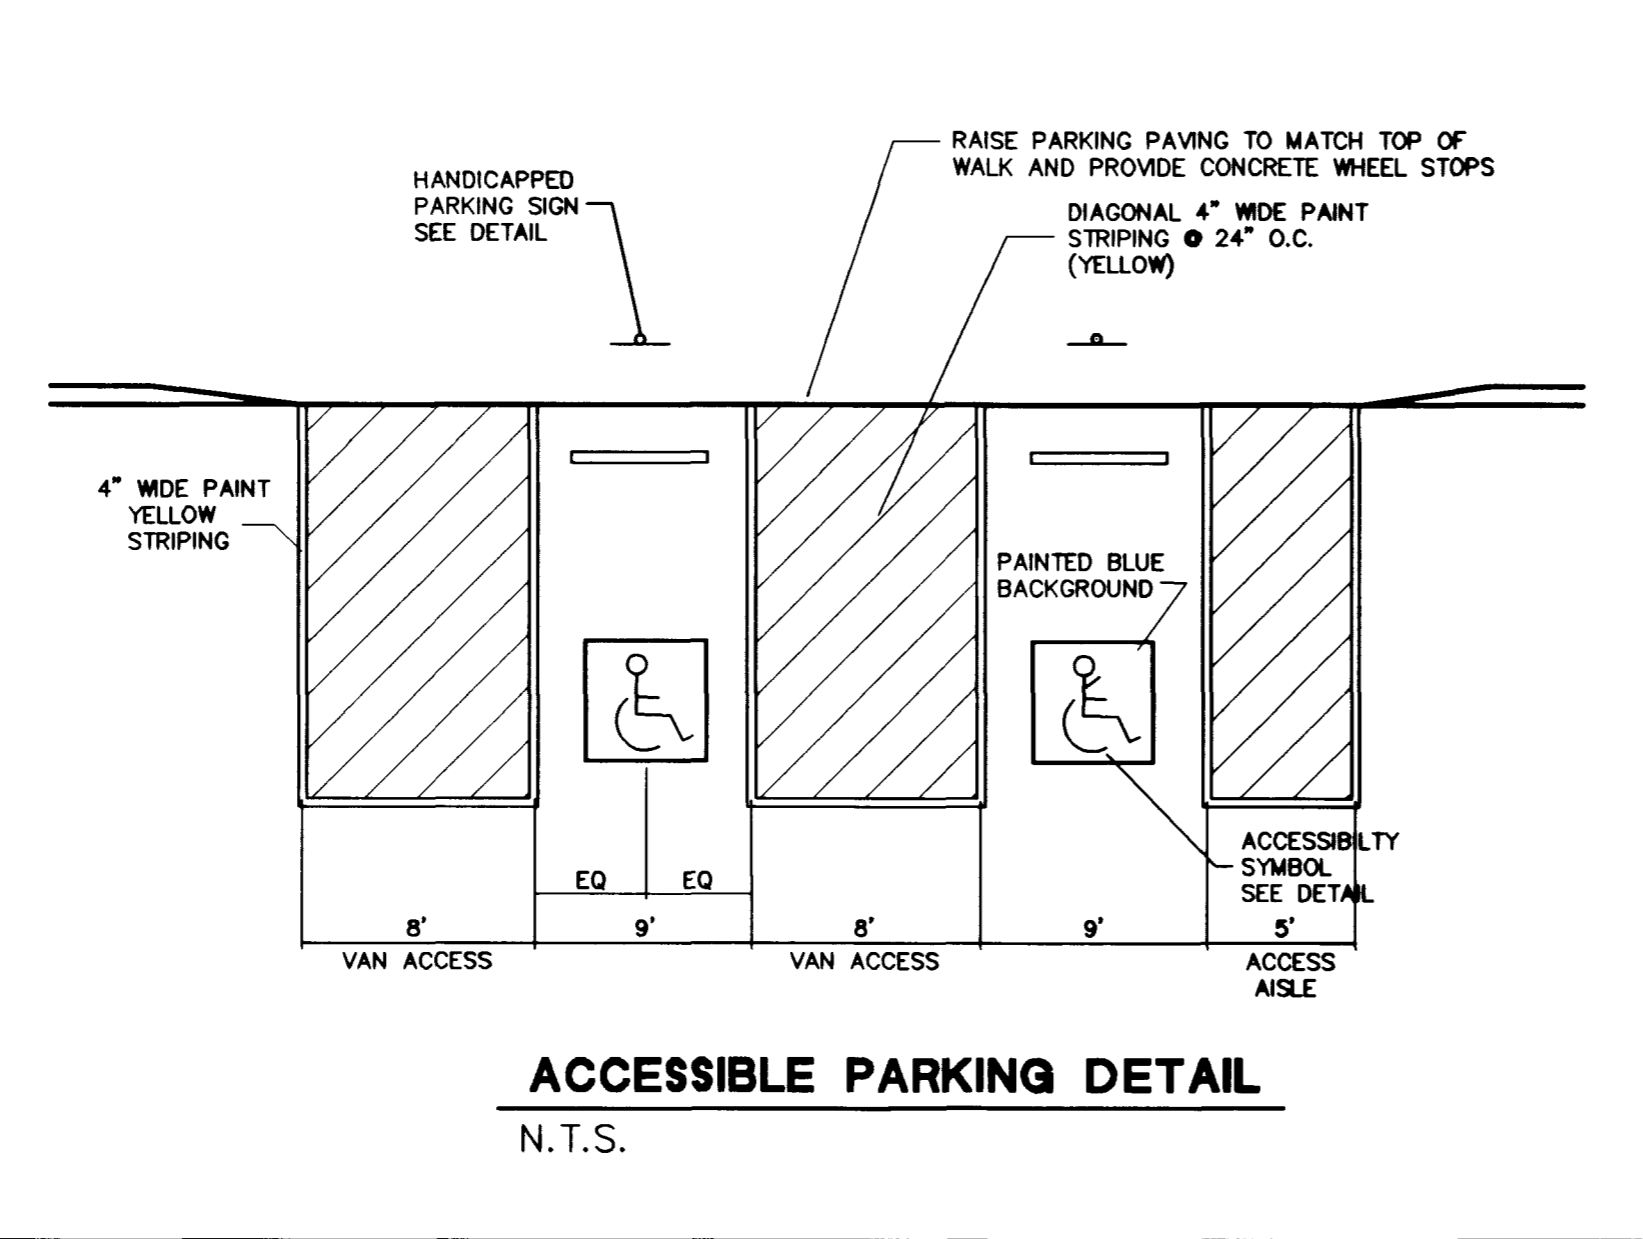 RAISE PARKING PAVING TO MATCH TOP OF
WALK AND PROVIDE CONCRETE WHEEL STOPS
HANDICAPPED
PARKING SIGN
SEE DETAIL
DIAGONAL 4" WIDE PAINT
STRIPING @ 24" O.C.
(YELLOW)
4" WIDE PAINT
YELLOW
STRIPING
PAINTED BLUE
BACKGROUND
ACCESSIBILTY
SYMBOL
SEE DETAIL
EQ EQ
8' 9' 8' 9' 5'
VAN ACCESS VAN ACCESS ACCESS
AISLE
ACCESSIBLE PARKING DETAIL
N.T.S.